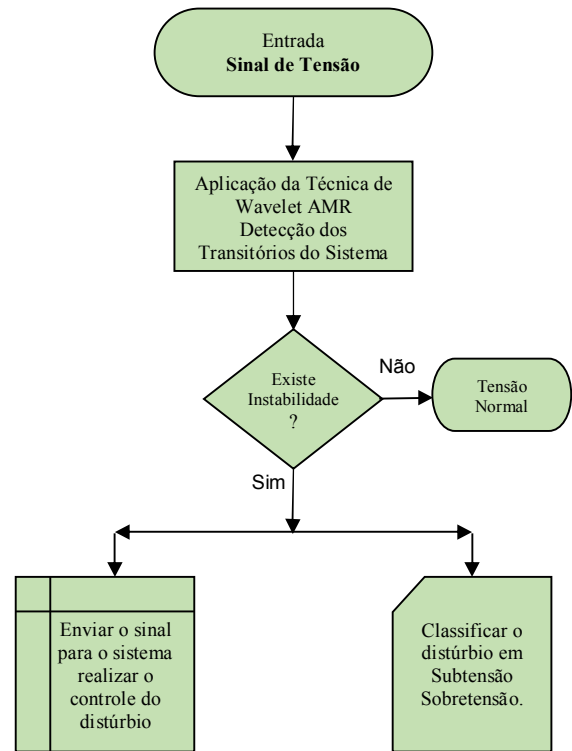 Entrada
Sinal de Tensão
Aplicação da Técnica de
Wavelet AMR
Detecção dos
Transitórios do Sistema
Existe
Instabilidade
?
Não
Tensão
Normal
Sim
Enviar o sinal
para o sistema
realizar o
controle do
distúrbio
Classificar o
distúrbio em
Subtensão
Sobretensão.